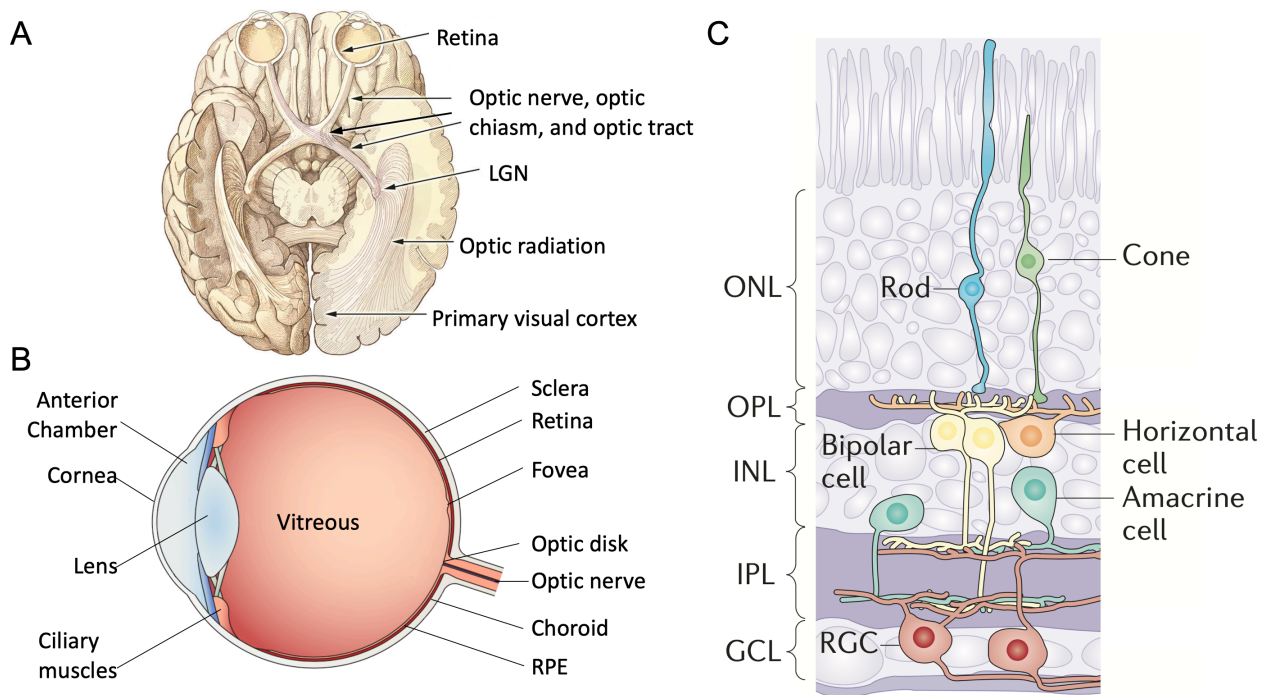 A
Retina
Optic nerve, optic
chiasm, and optic tract
LGN
Optic radiation
Primary visual cortex
B
Anterior
Chamber
Cornea
Lens
Ciliary
muscles
Vitreous
Sclera
Retina
Fovea
Optic disk
Optic nerve
Choroid
RPE
C
ONL
OPL
INL
IPL
GCL
Rod
Cone
Bipolar
cell
Horizontal
cell
Amacrine
cell
RGC